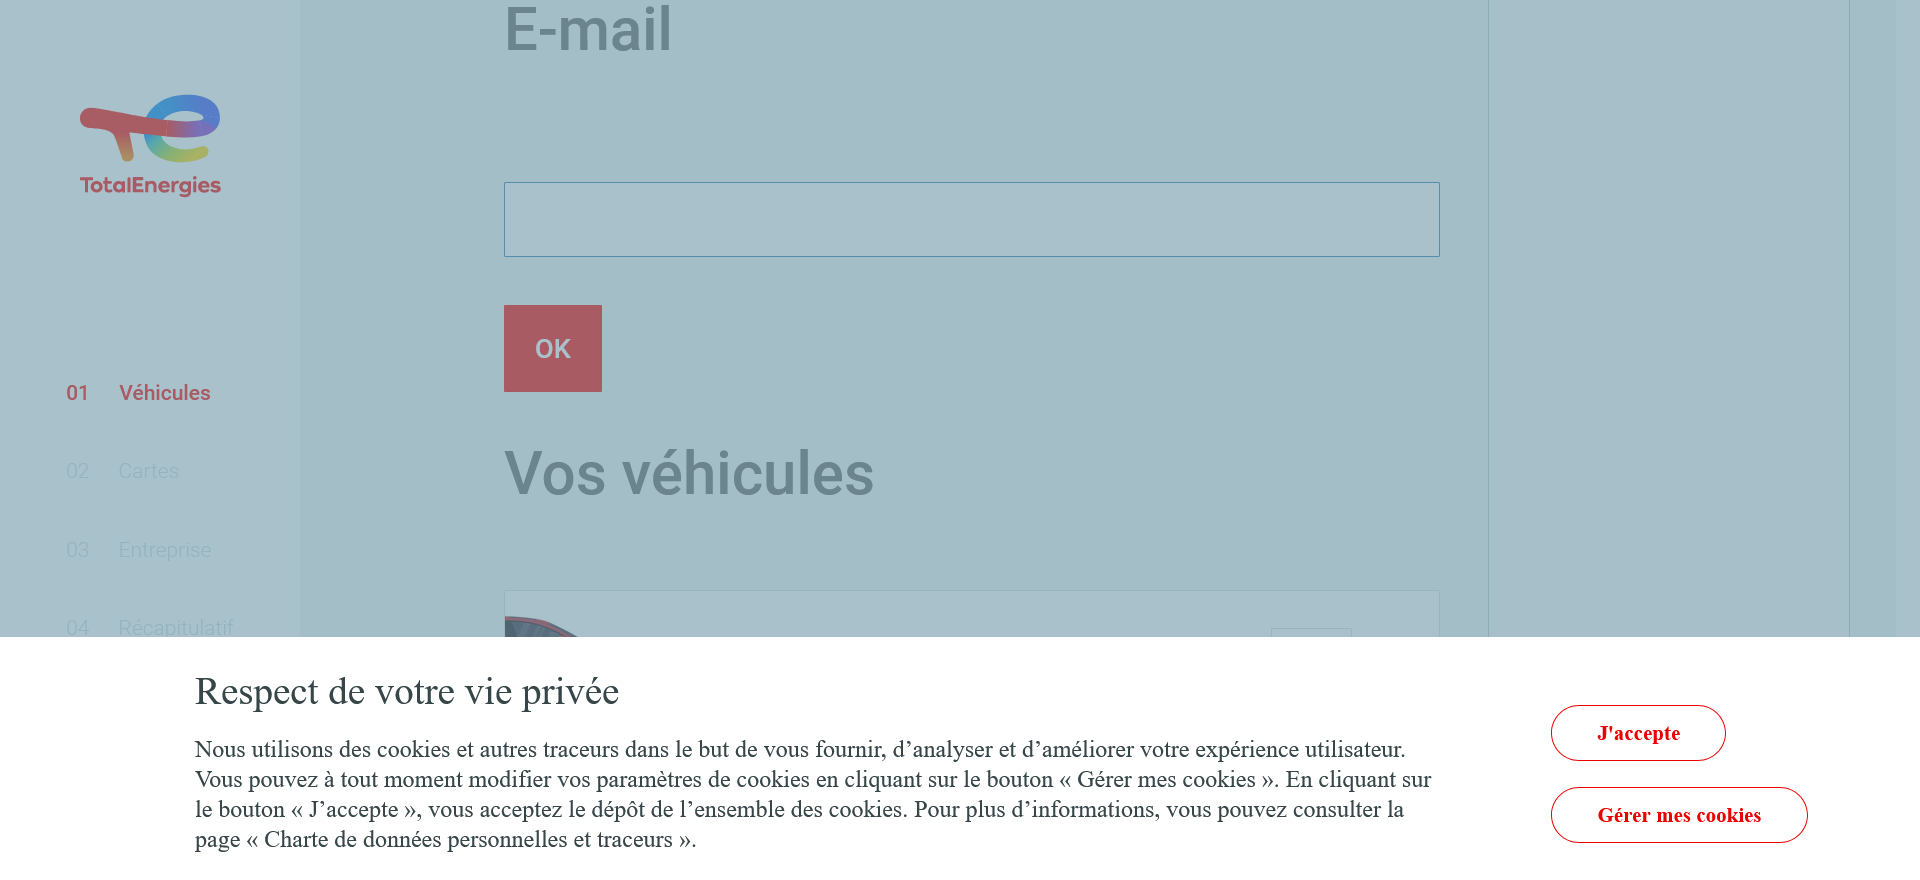 E-mail
TotalEnergies
OK
01 Véhicules
02 Cartes
Vos véhicules
03 Entreprise
04 Récapitulatif
Respect de votre vie privée
Nous utilisons des cookies et autres traceurs dans le but de vous fournir, d’analyser et d’améliorer votre expérience utilisateur.
Vous pouvez à tout moment modifier vos paramètres de cookies en cliquant sur le bouton « Gérer mes cookies ». En cliquant sur
le bouton « J’accepte », vous acceptez le dépôt de l’ensemble des cookies. Pour plus d’informations, vous pouvez consulter la
page « Charte de données personnelles et traceurs ».
J'accepte
Gérer mes cookies